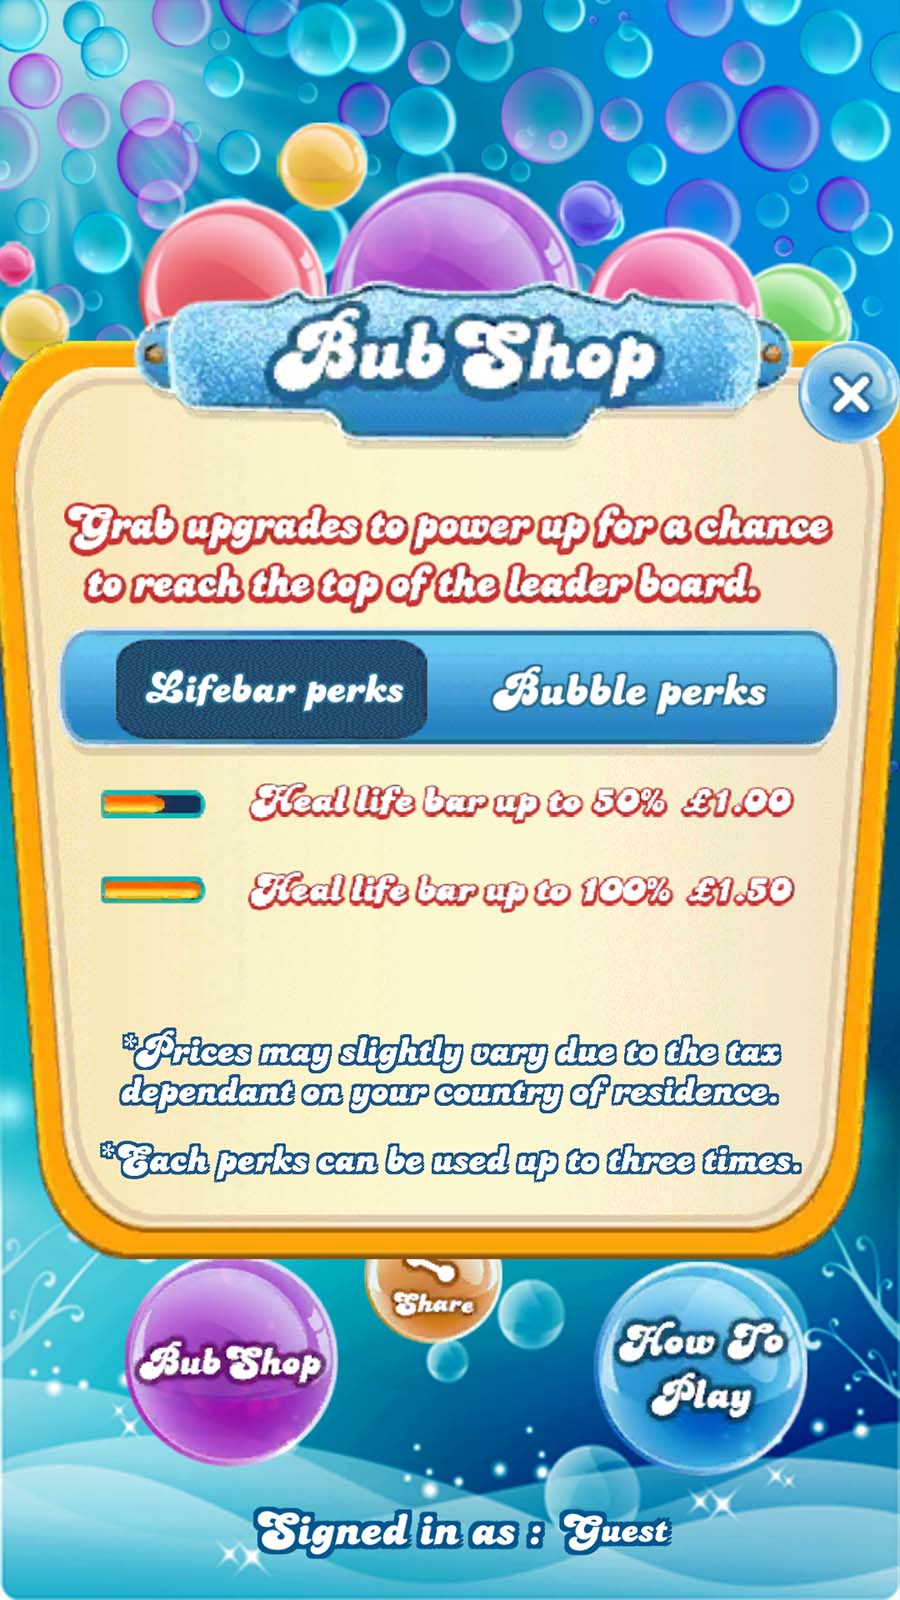 Bub Shop
Grab upgrades to power up for a chance
to reach the top of the leader board.
Lifebar perks Bubble perks
Heal life bar up to 50% £1.00
Heal life bar up to 100% £1.50
*Prices may slightly vary due to the tax
dependant on your country of residence.
*Each perks can be used up to three times.
Share
Bub Shop
How To
Play
Signed in as : Guest